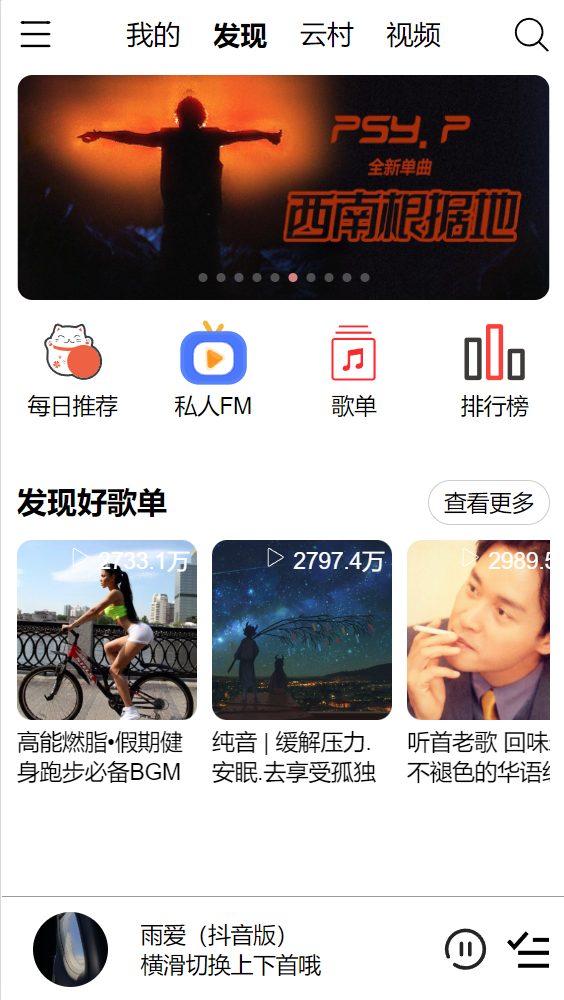 我的 发现 云村 视频
PSY. P
全新单曲
西南根据地
每日推荐 私人FM 歌单 排行榜
发现好歌单 查看更多
2733.1万 2797.4万 2989.5
高能燃脂•假期健
身跑步必备BGM
纯音 | 缓解压力.
安眠.去享受孤独
听首老歌 回味
不褪色的华语
雨爱（抖音版）
横滑切换上下首哦